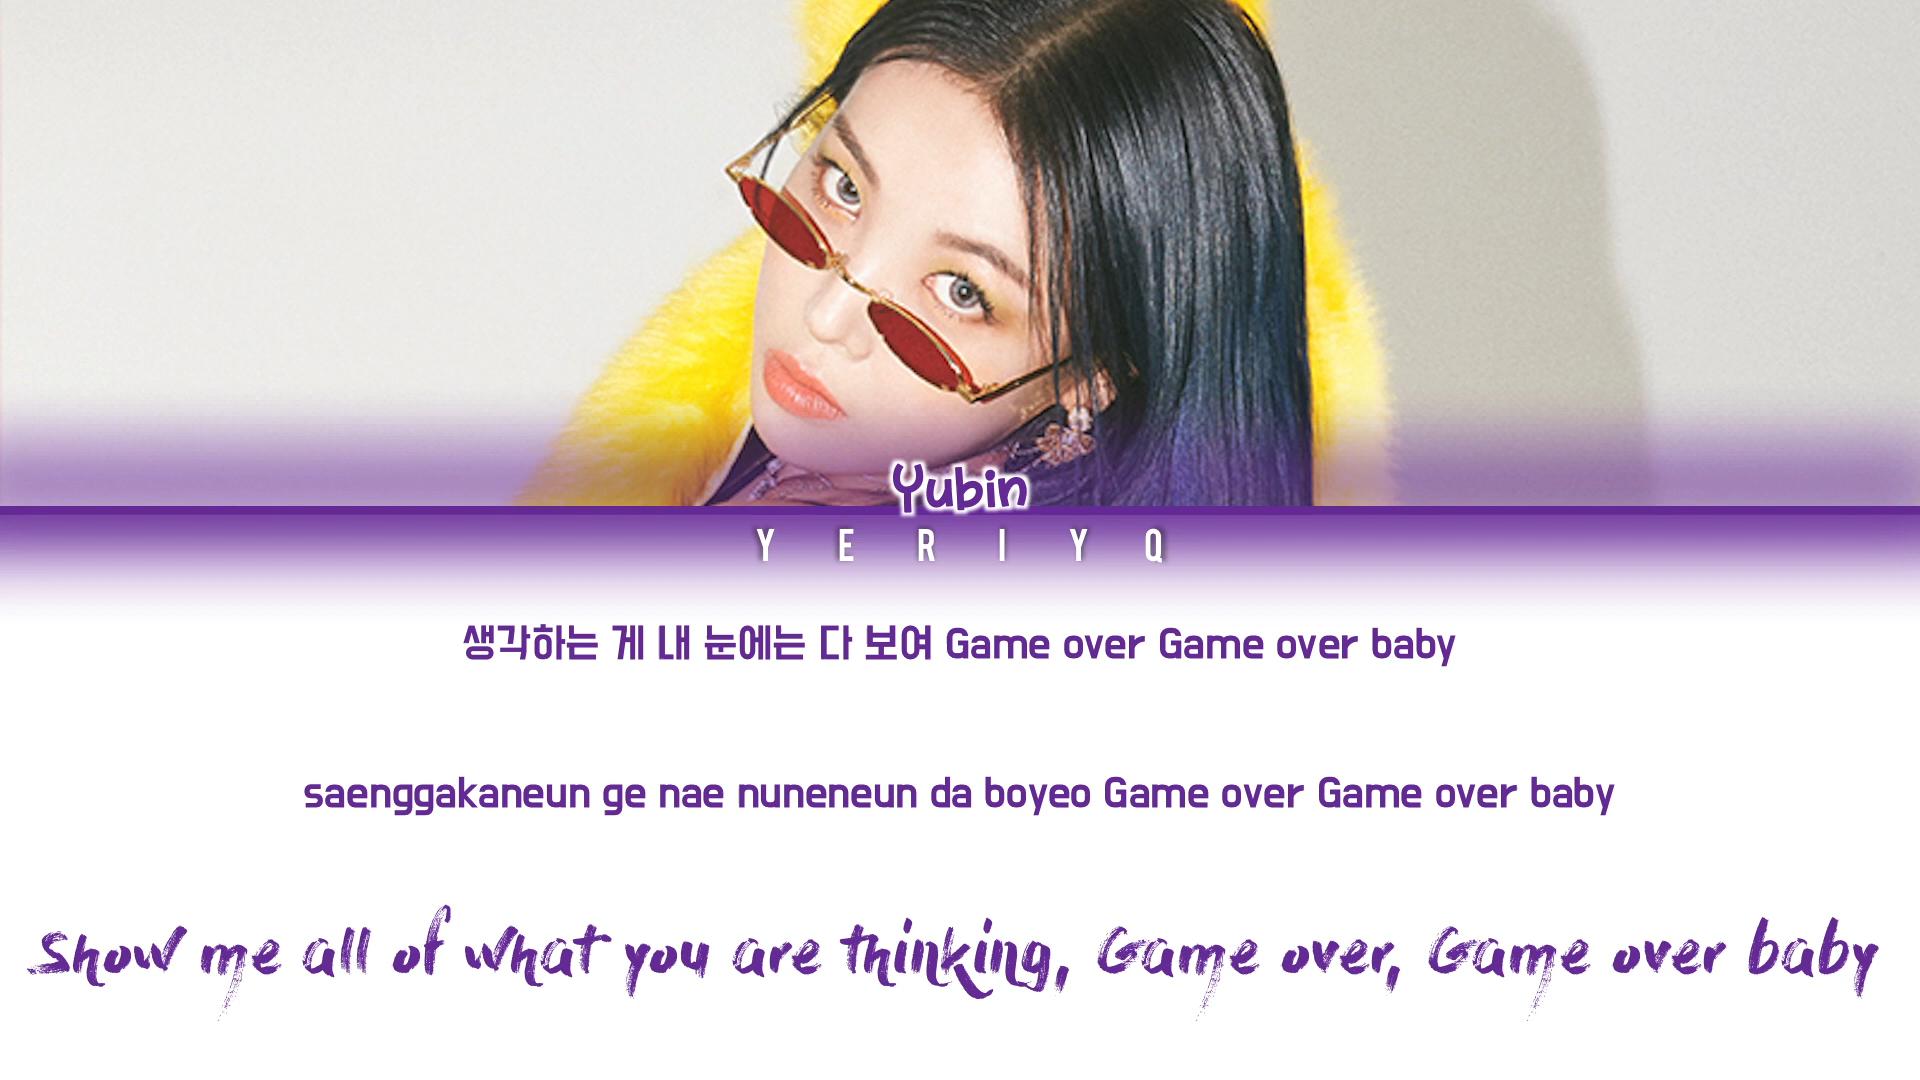 Yubin
YERIYQ
생각하는 게 내 눈에는 다 보여 Game over Game over baby
saenggakaneun ge nae nuneneun da boyeo Game over Game over baby
Show me all of what you are thinking, Game over, Game over baby